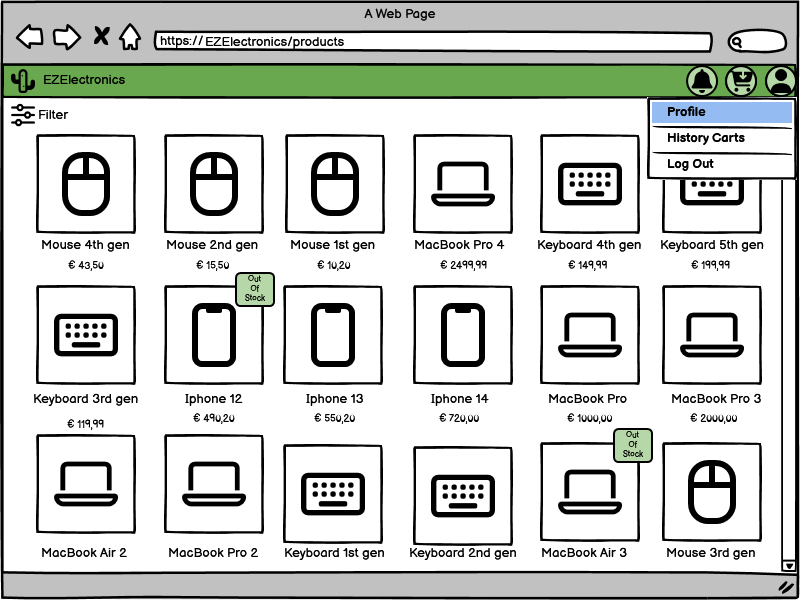 A Web Page
https:// EZElectronics/products
EZElectronics
Filter
Profile
History Carts
Log Out
Mouse 4th gen
Mouse 2nd gen
Mouse 1st gen
MacBook Pro 4
Keyboard 4th gen
Keyboard 5th gen
€ 43,50
€ 15,50
€ 10,20
€ 2499,99
€ 149,99
€ 199,99
Out
Of
Stock
Keyboard 3rd gen
Iphone 12
Iphone 13
Iphone 14
MacBook Pro
MacBook Pro 3
€ 119,99
€ 490,20
€ 550,20
€ 720,00
€ 1000,00
€ 2000,00
Out
Of
Stock
MacBook Air 2
MacBook Pro 2
Keyboard 1st gen
Keyboard 2nd gen
MacBook Air 3
Mouse 3rd gen